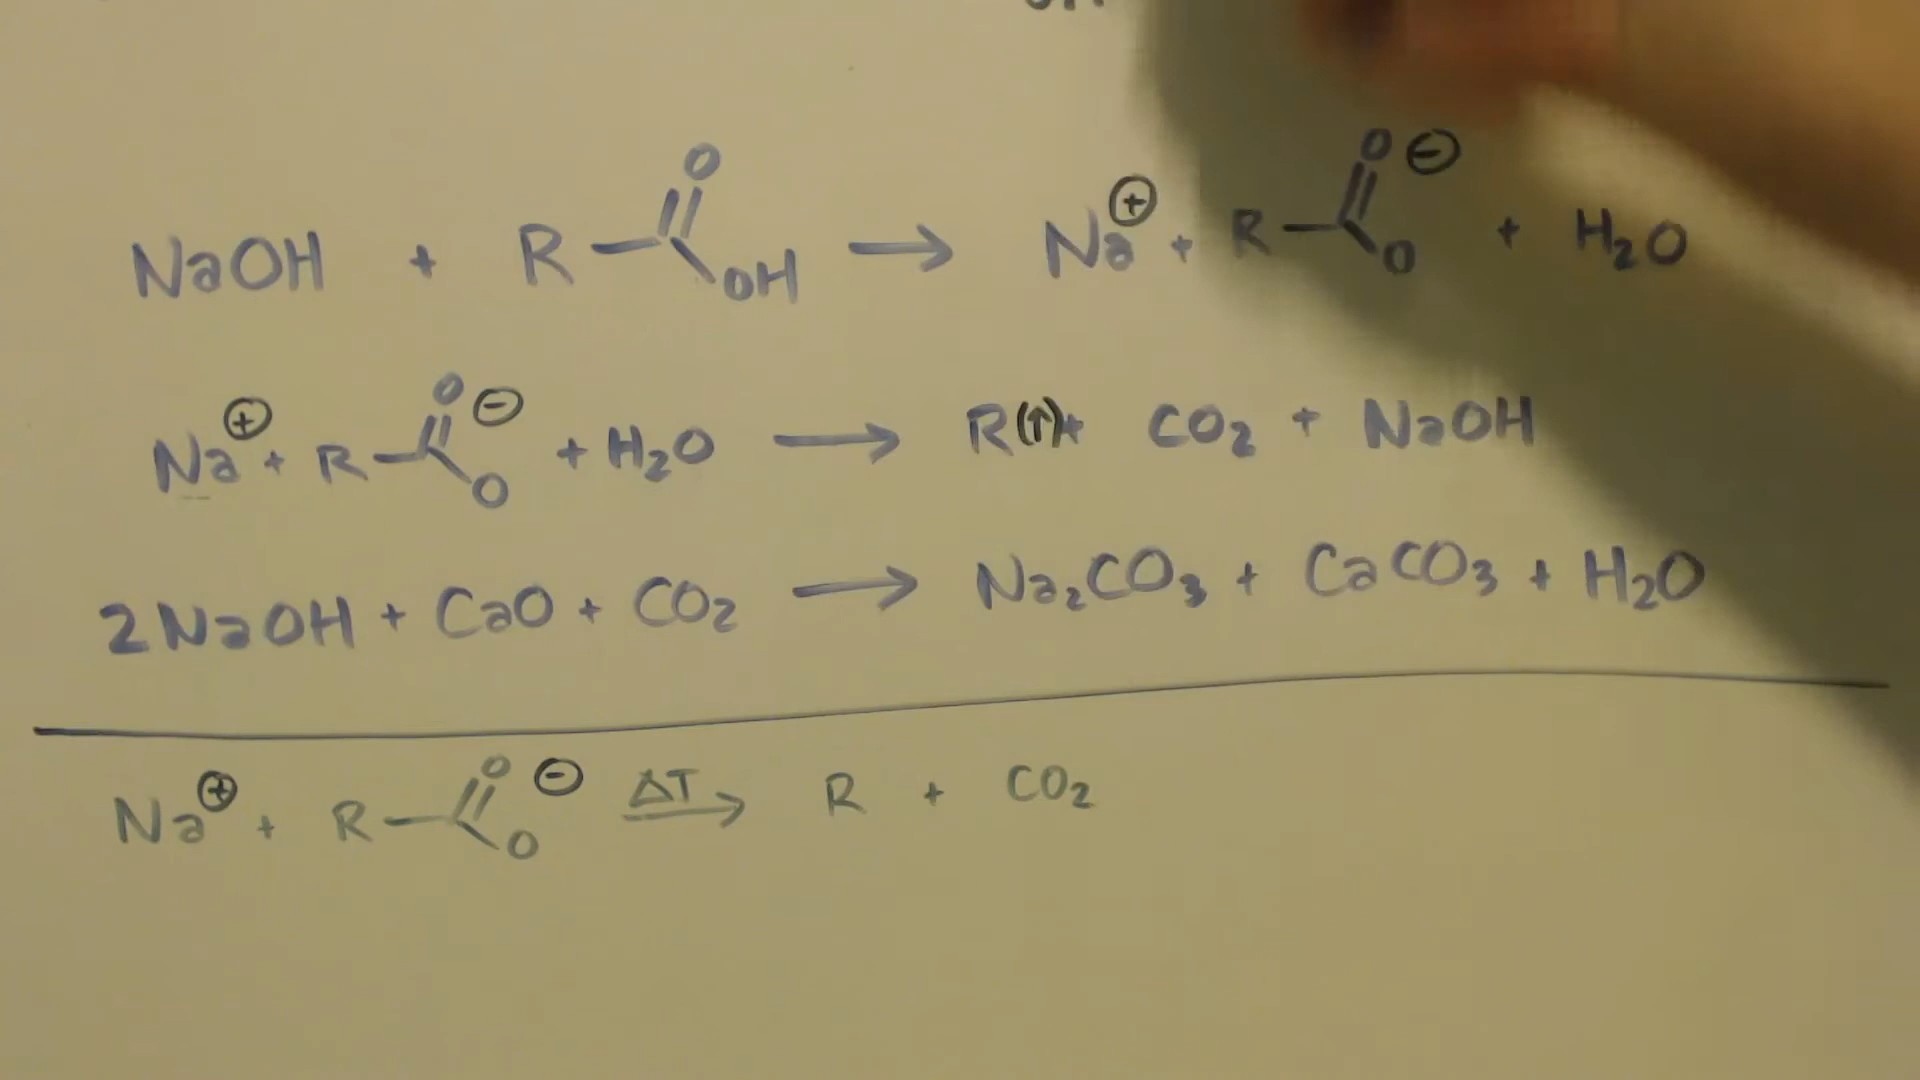 NaOH + R-C(=O)OH → Na⊕ + R-C(=O)O ⊖ + H₂O
Na⊕ + R-C(=O)O ⊖ + H₂O → R(↑)+ CO₂ + NaOH
2NaOH + CaO + CO₂ → Na₂CO₃ + CaCO₃ + H₂O
Na⊕ + R-C(=O)O ⊖ ΔT→ R + CO₂